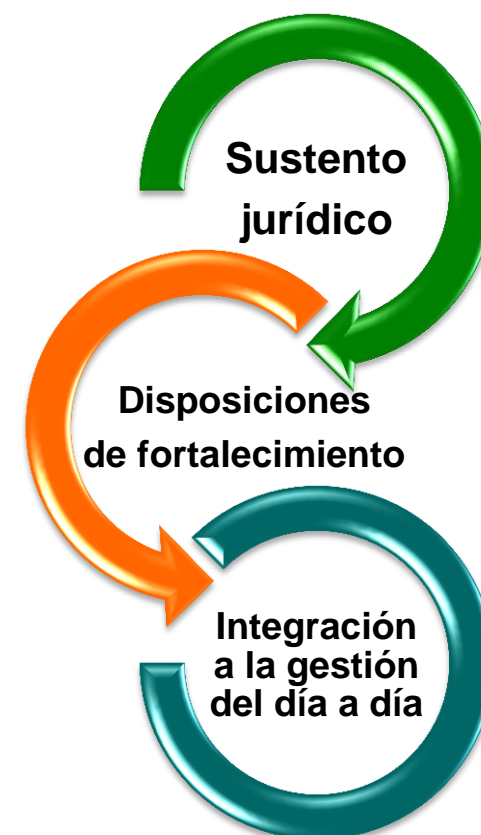 Sustento
jurídico
Disposiciones
de fortalecimiento
Integración
a la gestión
del día a día